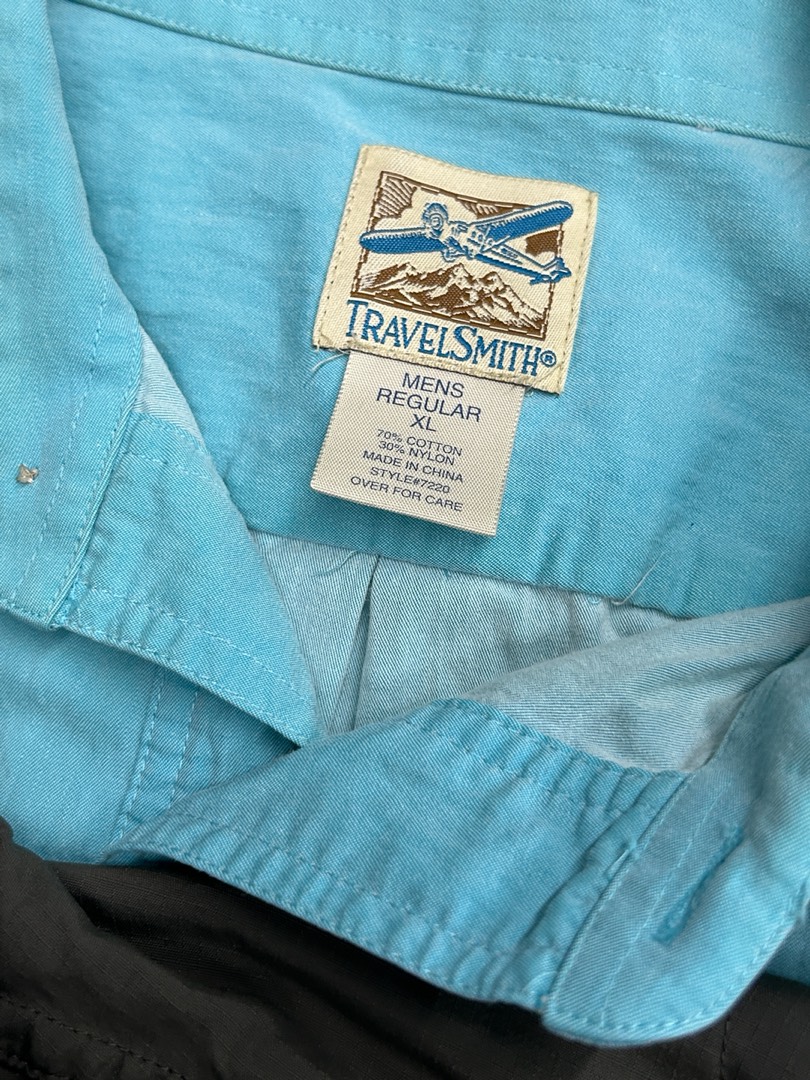 TRAVELSMITH®
MENS
REGULAR
XL
70% COTTON
30% NYLON
MADE IN CHINA
STYLE#7220
OVER FOR CARE